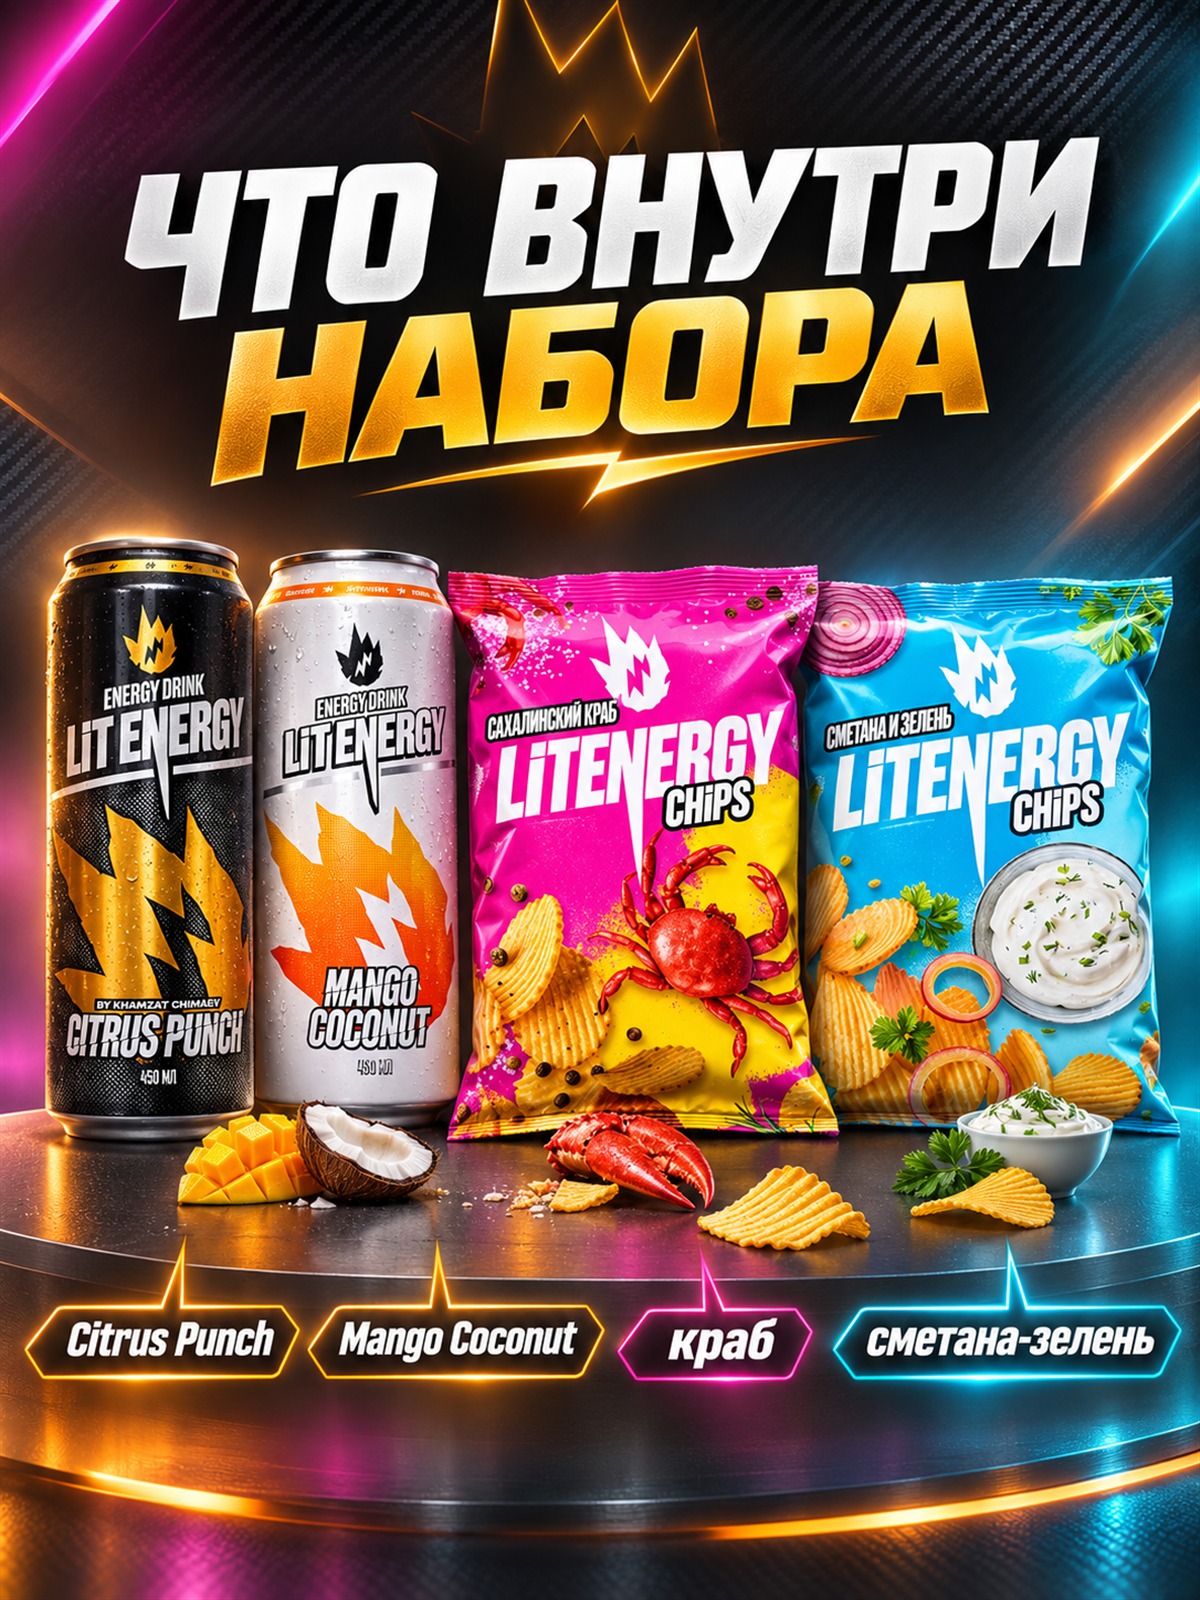 ЧТО ВНУТРИ
НАБОРА
ENERGY DRINK
LiT ENERGY
BY KHAMZAT CHIMAEV
CITRUS PUNCH
450 МЛ
ENERGY DRINK
LiT ENERGY
MANGO
COCONUT
450 МЛ
САХАЛИНСКИЙ КРАБ
LiTENERGY
CHiPS
СМЕТАНА И ЗЕЛЕНЬ
LiTENERGY
CHiPS
Citrus Punch
Mango Coconut
краб
сметана-зелень